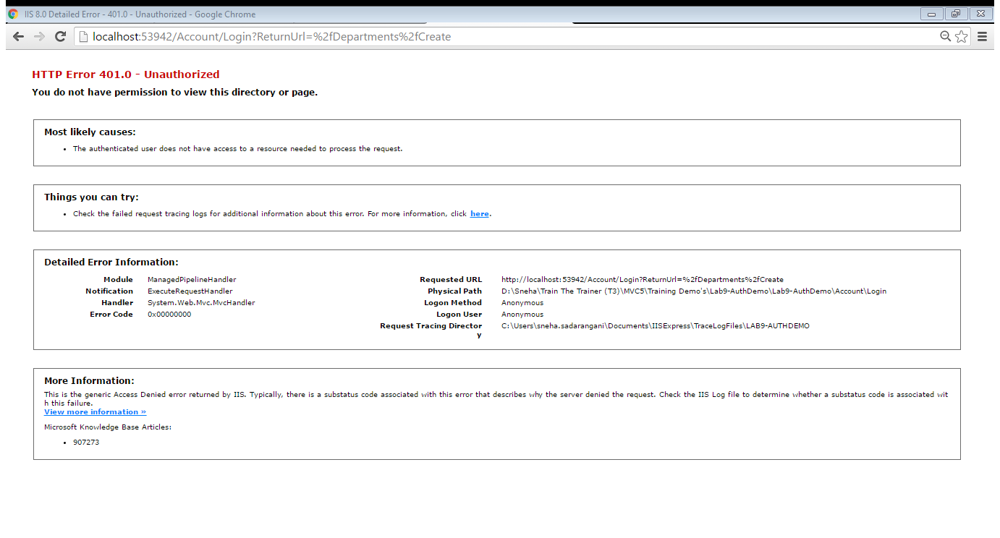 IIS 8.0 Detailed Error - 401.0 - Unauthorized - Google Chrome
localhost:53942/Account/Login?ReturnUrl=%2fDepartments%2fCreate
HTTP Error 401.0 - Unauthorized
You do not have permission to view this directory or page.
Most likely causes:
• The authenticated user does not have access to a resource needed to process the request.
Things you can try:
• Check the failed request tracing logs for additional information about this error. For more information, click here.
Detailed Error Information:
Module ManagedPipelineHandler
Notification ExecuteRequestHandler
Handler System.Web.Mvc.MvcHandler
Error Code 0x00000000
Requested URL http://localhost:53942/Account/Login?ReturnUrl=%2fDepartments%2fCreate
Physical Path D:\Sneha\Train The Trainer (T3)\MVC5\Training Demo's\Lab9-AuthDemo\Lab9-AuthDemo\Account\Login
Logon Method Anonymous
Logon User Anonymous
Request Tracing Director C:\Users\sneha.sadarangani\Documents\IISExpress\TraceLogFiles\LAB9-AUTHDEMO
y
More Information:
This is the generic Access Denied error returned by IIS. Typically, there is a substatus code associated with this error that describes why the server denied the request. Check the IIS Log file to determine whether a substatus code is associated wit
h this failure.
View more information »
Microsoft Knowledge Base Articles:
• 907273